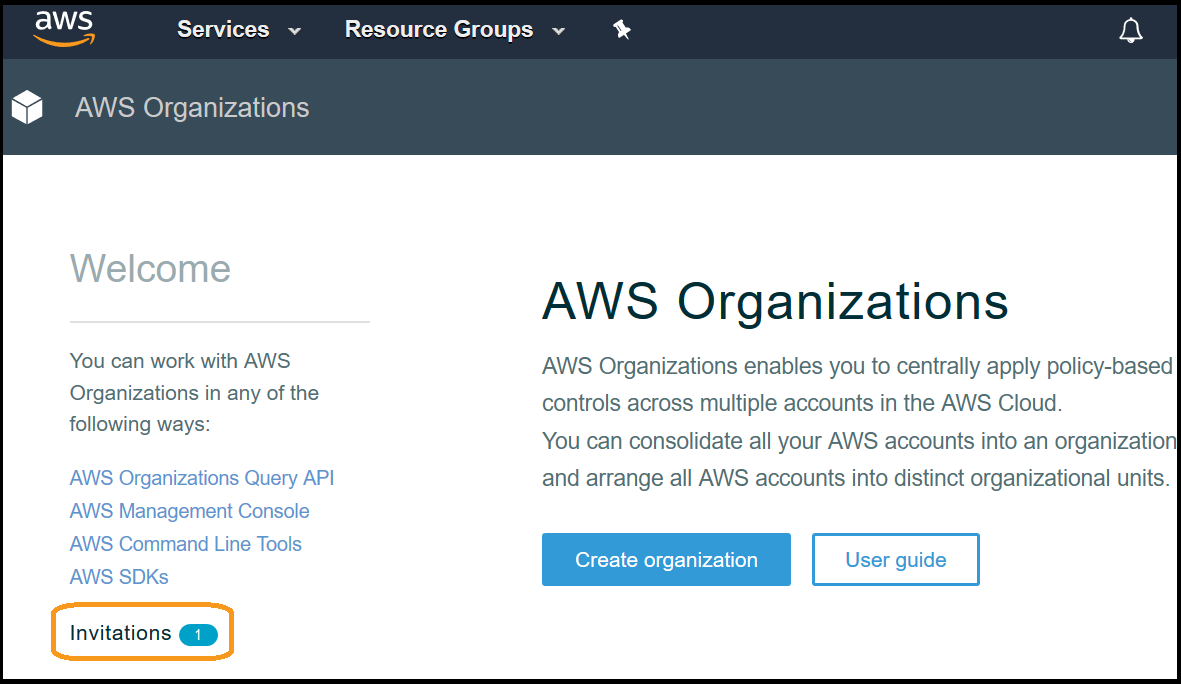 aws
Services
Resource Groups
AWS Organizations
Welcome
You can work with AWS
Organizations in any of the
following ways:
AWS Organizations Query API
AWS Management Console
AWS Command Line Tools
AWS SDKs
Invitations 1
AWS Organizations
AWS Organizations enables you to centrally apply policy-based
controls across multiple accounts in the AWS Cloud.
You can consolidate all your AWS accounts into an organization
and arrange all AWS accounts into distinct organizational units.
Create organization
User guide